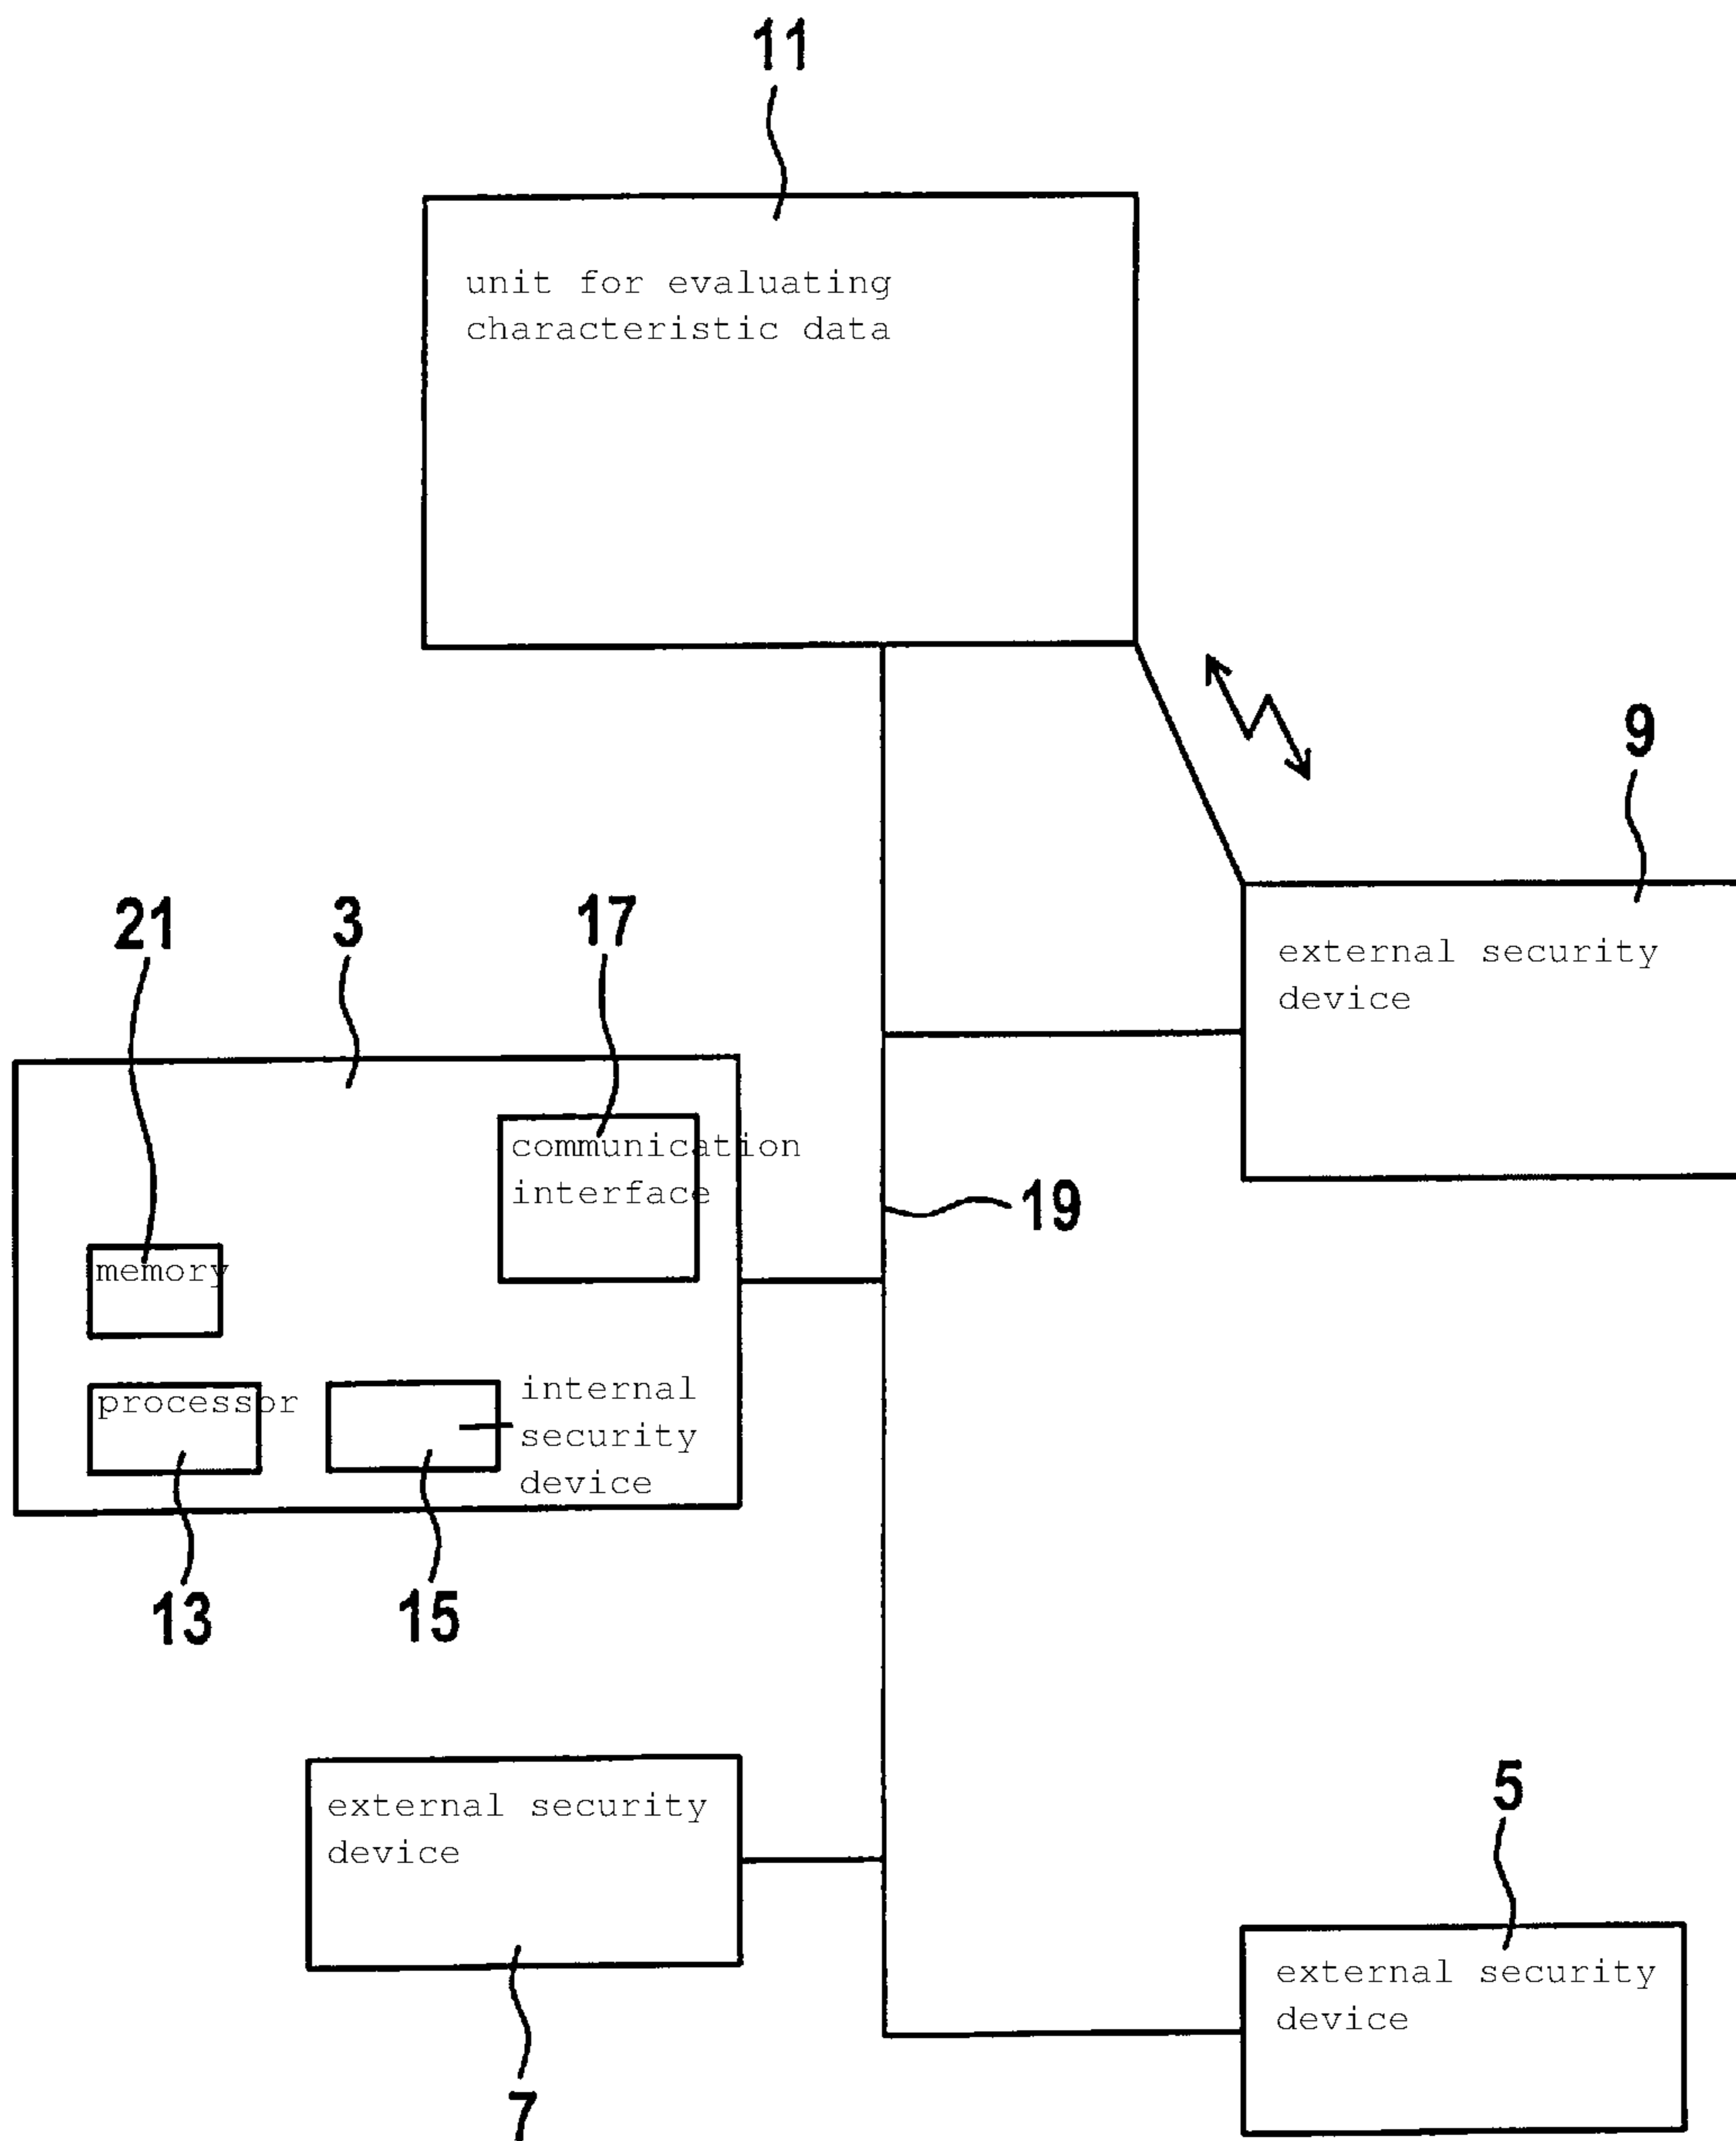 11
unit for evaluating
characteristic data
9
external security
device
21
3
17
communication
interface
19
memory
processor
internal
security
device
13
15
external security
device
7
5
external security
device